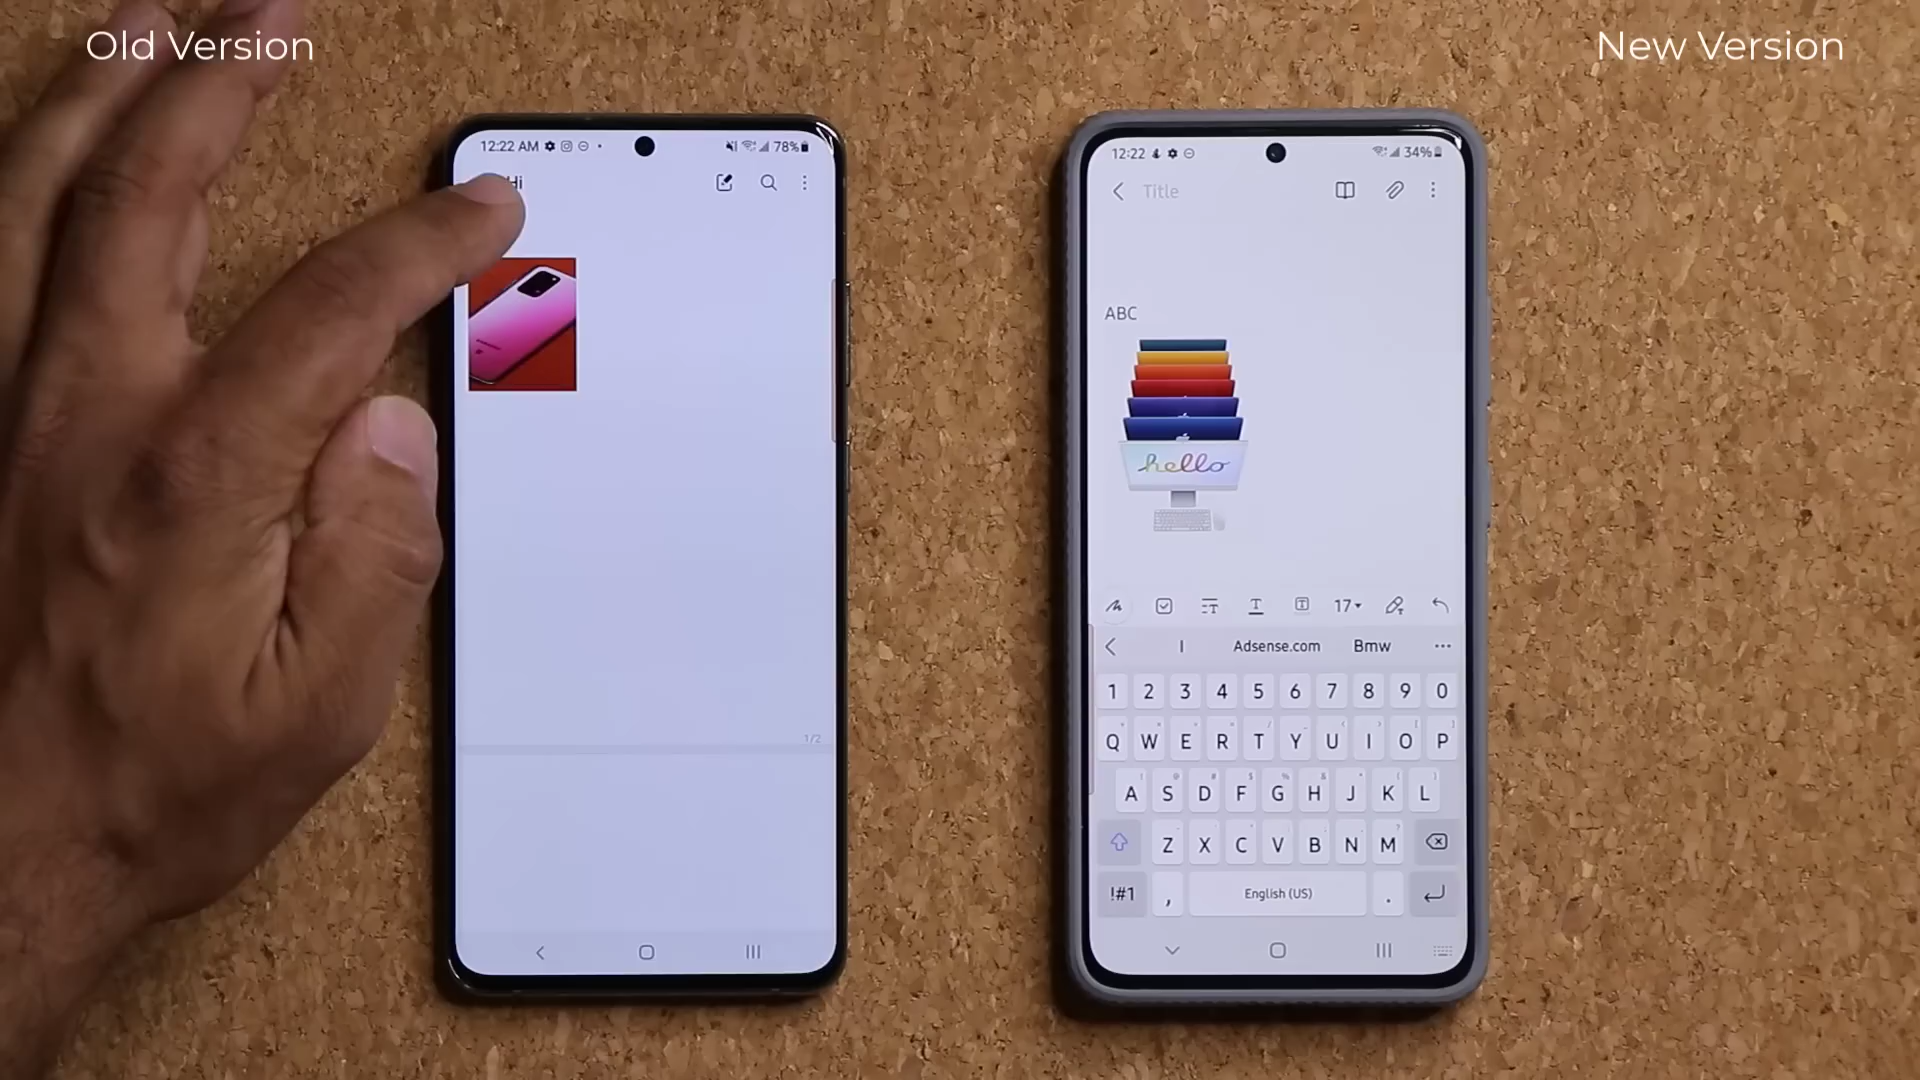 Old Version
New Version
12:22 AM
78%
Hi
1/2
12:22
34%
Title
ABC
hello
17
I
Adsense.com
Bmw
1 2 3 4 5 6 7 8 9 0
Q W E R T Y U I O P
A S D F G H J K L
Z X C V B N M
!#1
,
English (US)
.